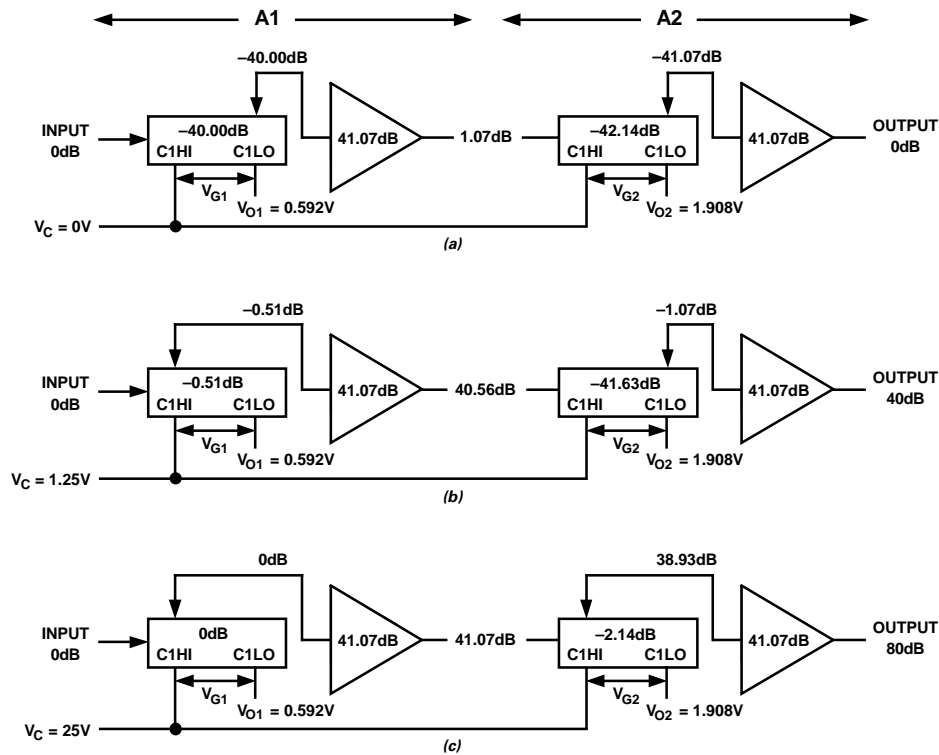 A1 A2
–40.00dB –41.07dB
INPUT 0dB
–40.00dB
C1HI C1LO
41.07dB
1.07dB
–42.14dB
C1HI C1LO
41.07dB
OUTPUT 0dB
VG1
VO1 = 0.592V
VG2
VO2 = 1.908V
VC = 0V
(a)
–0.51dB –1.07dB
INPUT 0dB
–0.51dB
C1HI C1LO
41.07dB
40.56dB
–41.63dB
C1HI C1LO
41.07dB
OUTPUT 40dB
VG1
VO1 = 0.592V
VG2
VO2 = 1.908V
VC = 1.25V
(b)
0dB 38.93dB
INPUT 0dB
0dB
C1HI C1LO
41.07dB
41.07dB
–2.14dB
C1HI C1LO
41.07dB
OUTPUT 80dB
VG1
VO1 = 0.592V
VG2
VO2 = 1.908V
VC = 25V
(c)